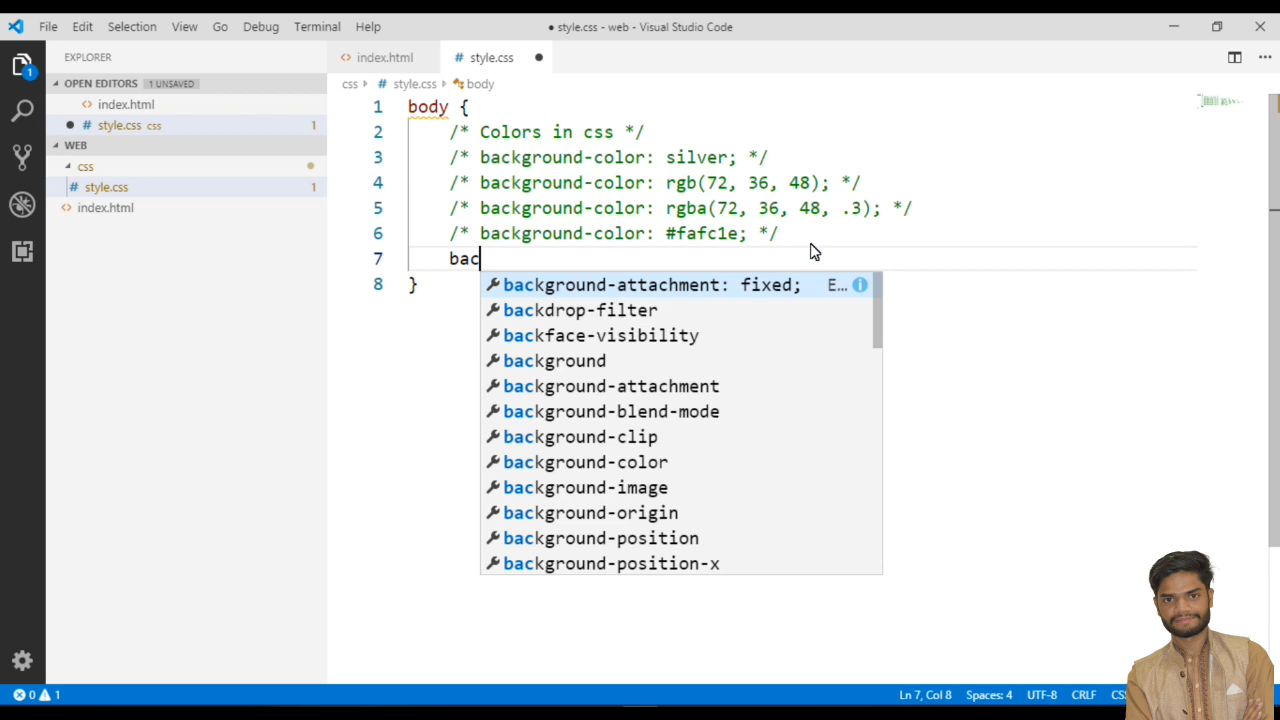 File Edit Selection View Go Debug Terminal Help
● style.css - web - Visual Studio Code
EXPLORER
OPEN EDITORS 1 UNSAVED
index.html
style.css css 1
WEB
css
style.css 1
index.html
1
index.html
style.css
css style.css body
1 body {
2 /* Colors in css */
3 /* background-color: silver; */
4 /* background-color: rgb(72, 36, 48); */
5 /* background-color: rgba(72, 36, 48, .3); */
6 /* background-color: #fafc1e; */
7 bac
8 }
background-attachment: fixed; E...
backdrop-filter
backface-visibility
background
background-attachment
background-blend-mode
background-clip
background-color
background-image
background-origin
background-position
background-position-x
0 1
Ln 7, Col 8 Spaces: 4 UTF-8 CRLF CSS